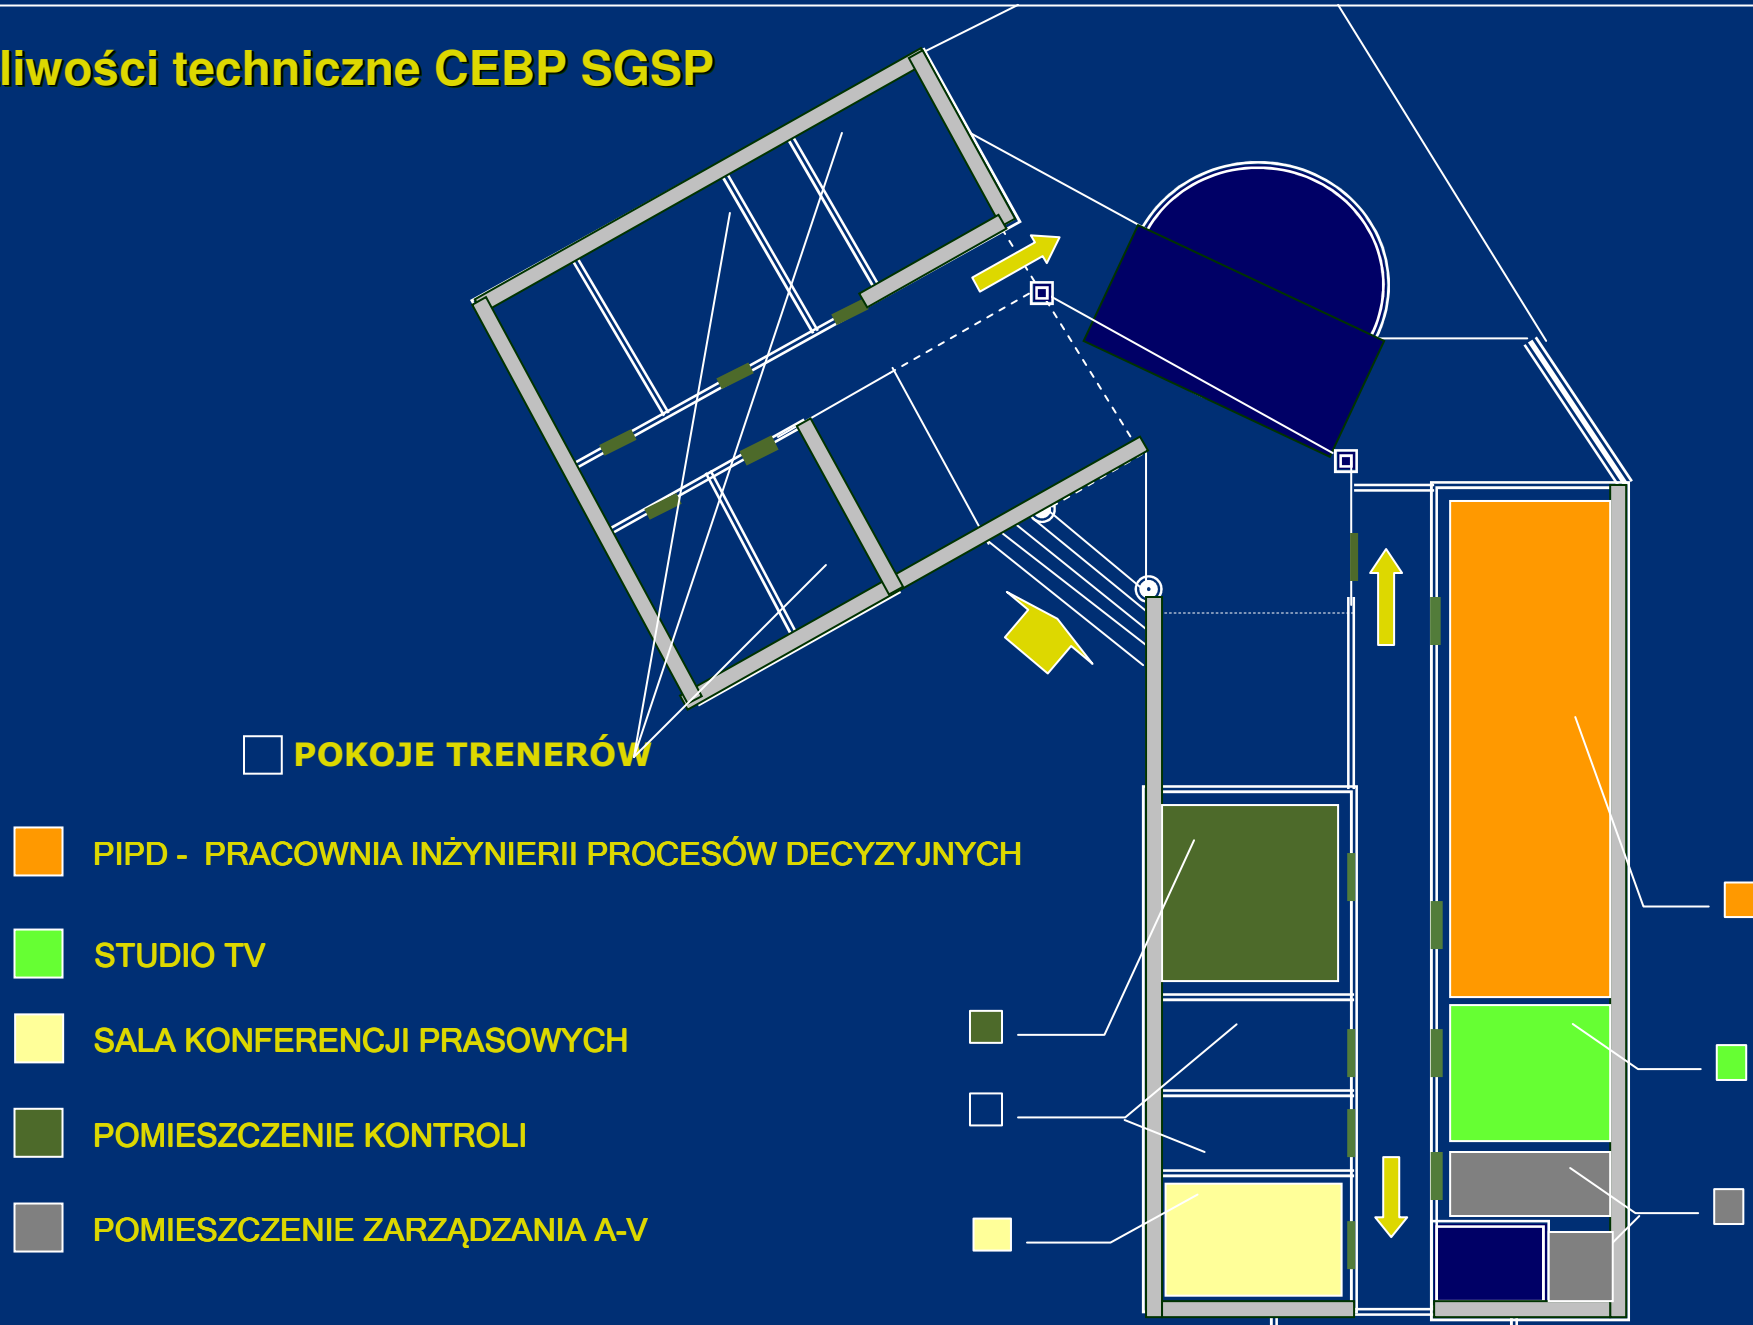 liwości techniczne CEBP SGSP
POKOJE TRENERÓW
PIPD - PRACOWNIA INŻYNIERII PROCESÓW DECYZYJNYCH
STUDIO TV
SALA KONFERENCJI PRASOWYCH
POMIESZCZENIE KONTROLI
POMIESZCZENIE ZARZĄDZANIA A-V